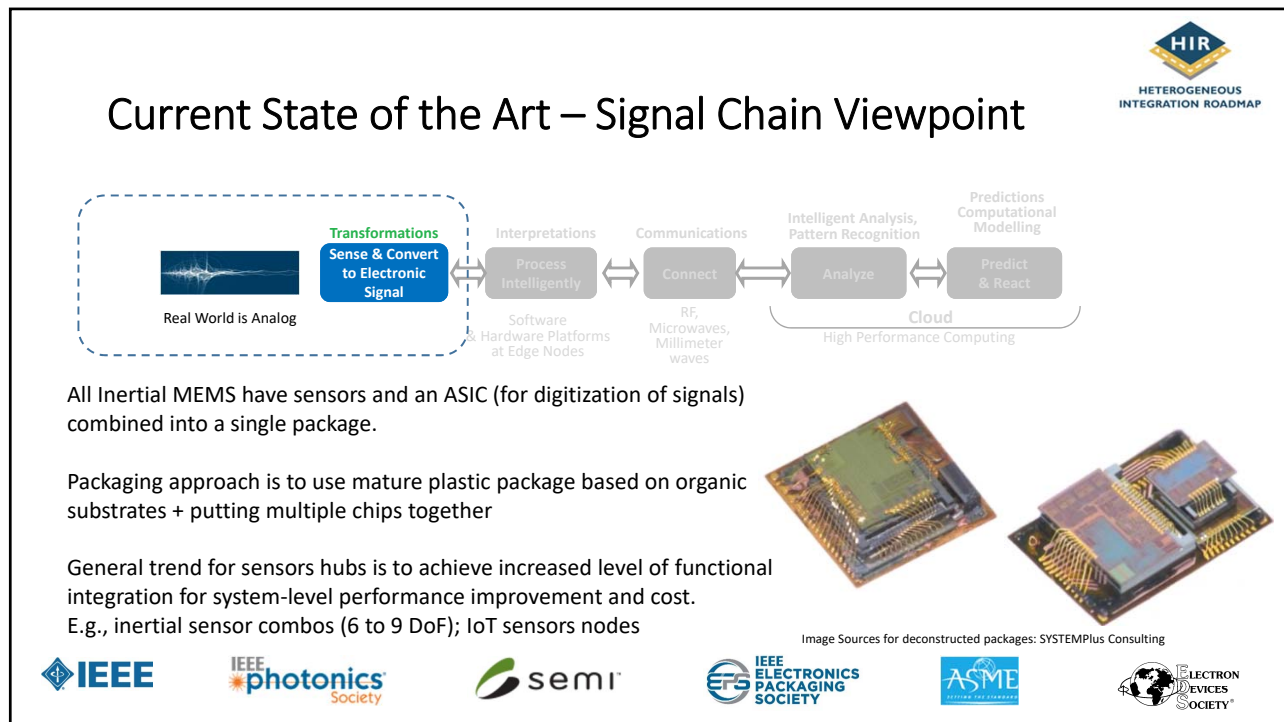 HIR
HETEROGENEOUS
INTEGRATION ROADMAP
Current State of the Art – Signal Chain Viewpoint
Real World is Analog
Transformations
Sense & Convert
to Electronic
Signal
Interpretations
Process
Intelligently
Software
& Hardware Platforms
at Edge Nodes
Communications
Connect
RF,
Microwaves,
Millimeter
waves
Intelligent Analysis,
Pattern Recognition
Analyze
Predictions
Computational
Modelling
Predict
& React
Cloud
High Performance Computing
All Inertial MEMS have sensors and an ASIC (for digitization of signals)
combined into a single package.
Packaging approach is to use mature plastic package based on organic
substrates + putting multiple chips together
General trend for sensors hubs is to achieve increased level of functional
integration for system-level performance improvement and cost.
E.g., inertial sensor combos (6 to 9 DoF); IoT sensors nodes
Image Sources for deconstructed packages: SYSTEMPlus Consulting
IEEE
IEEE
photonics
Society
semi™
EPS
IEEE
ELECTRONICS
PACKAGING
SOCIETY
ASME
SETTING THE STANDARD
EDS
ELECTRON
DEVICES
SOCIETY®